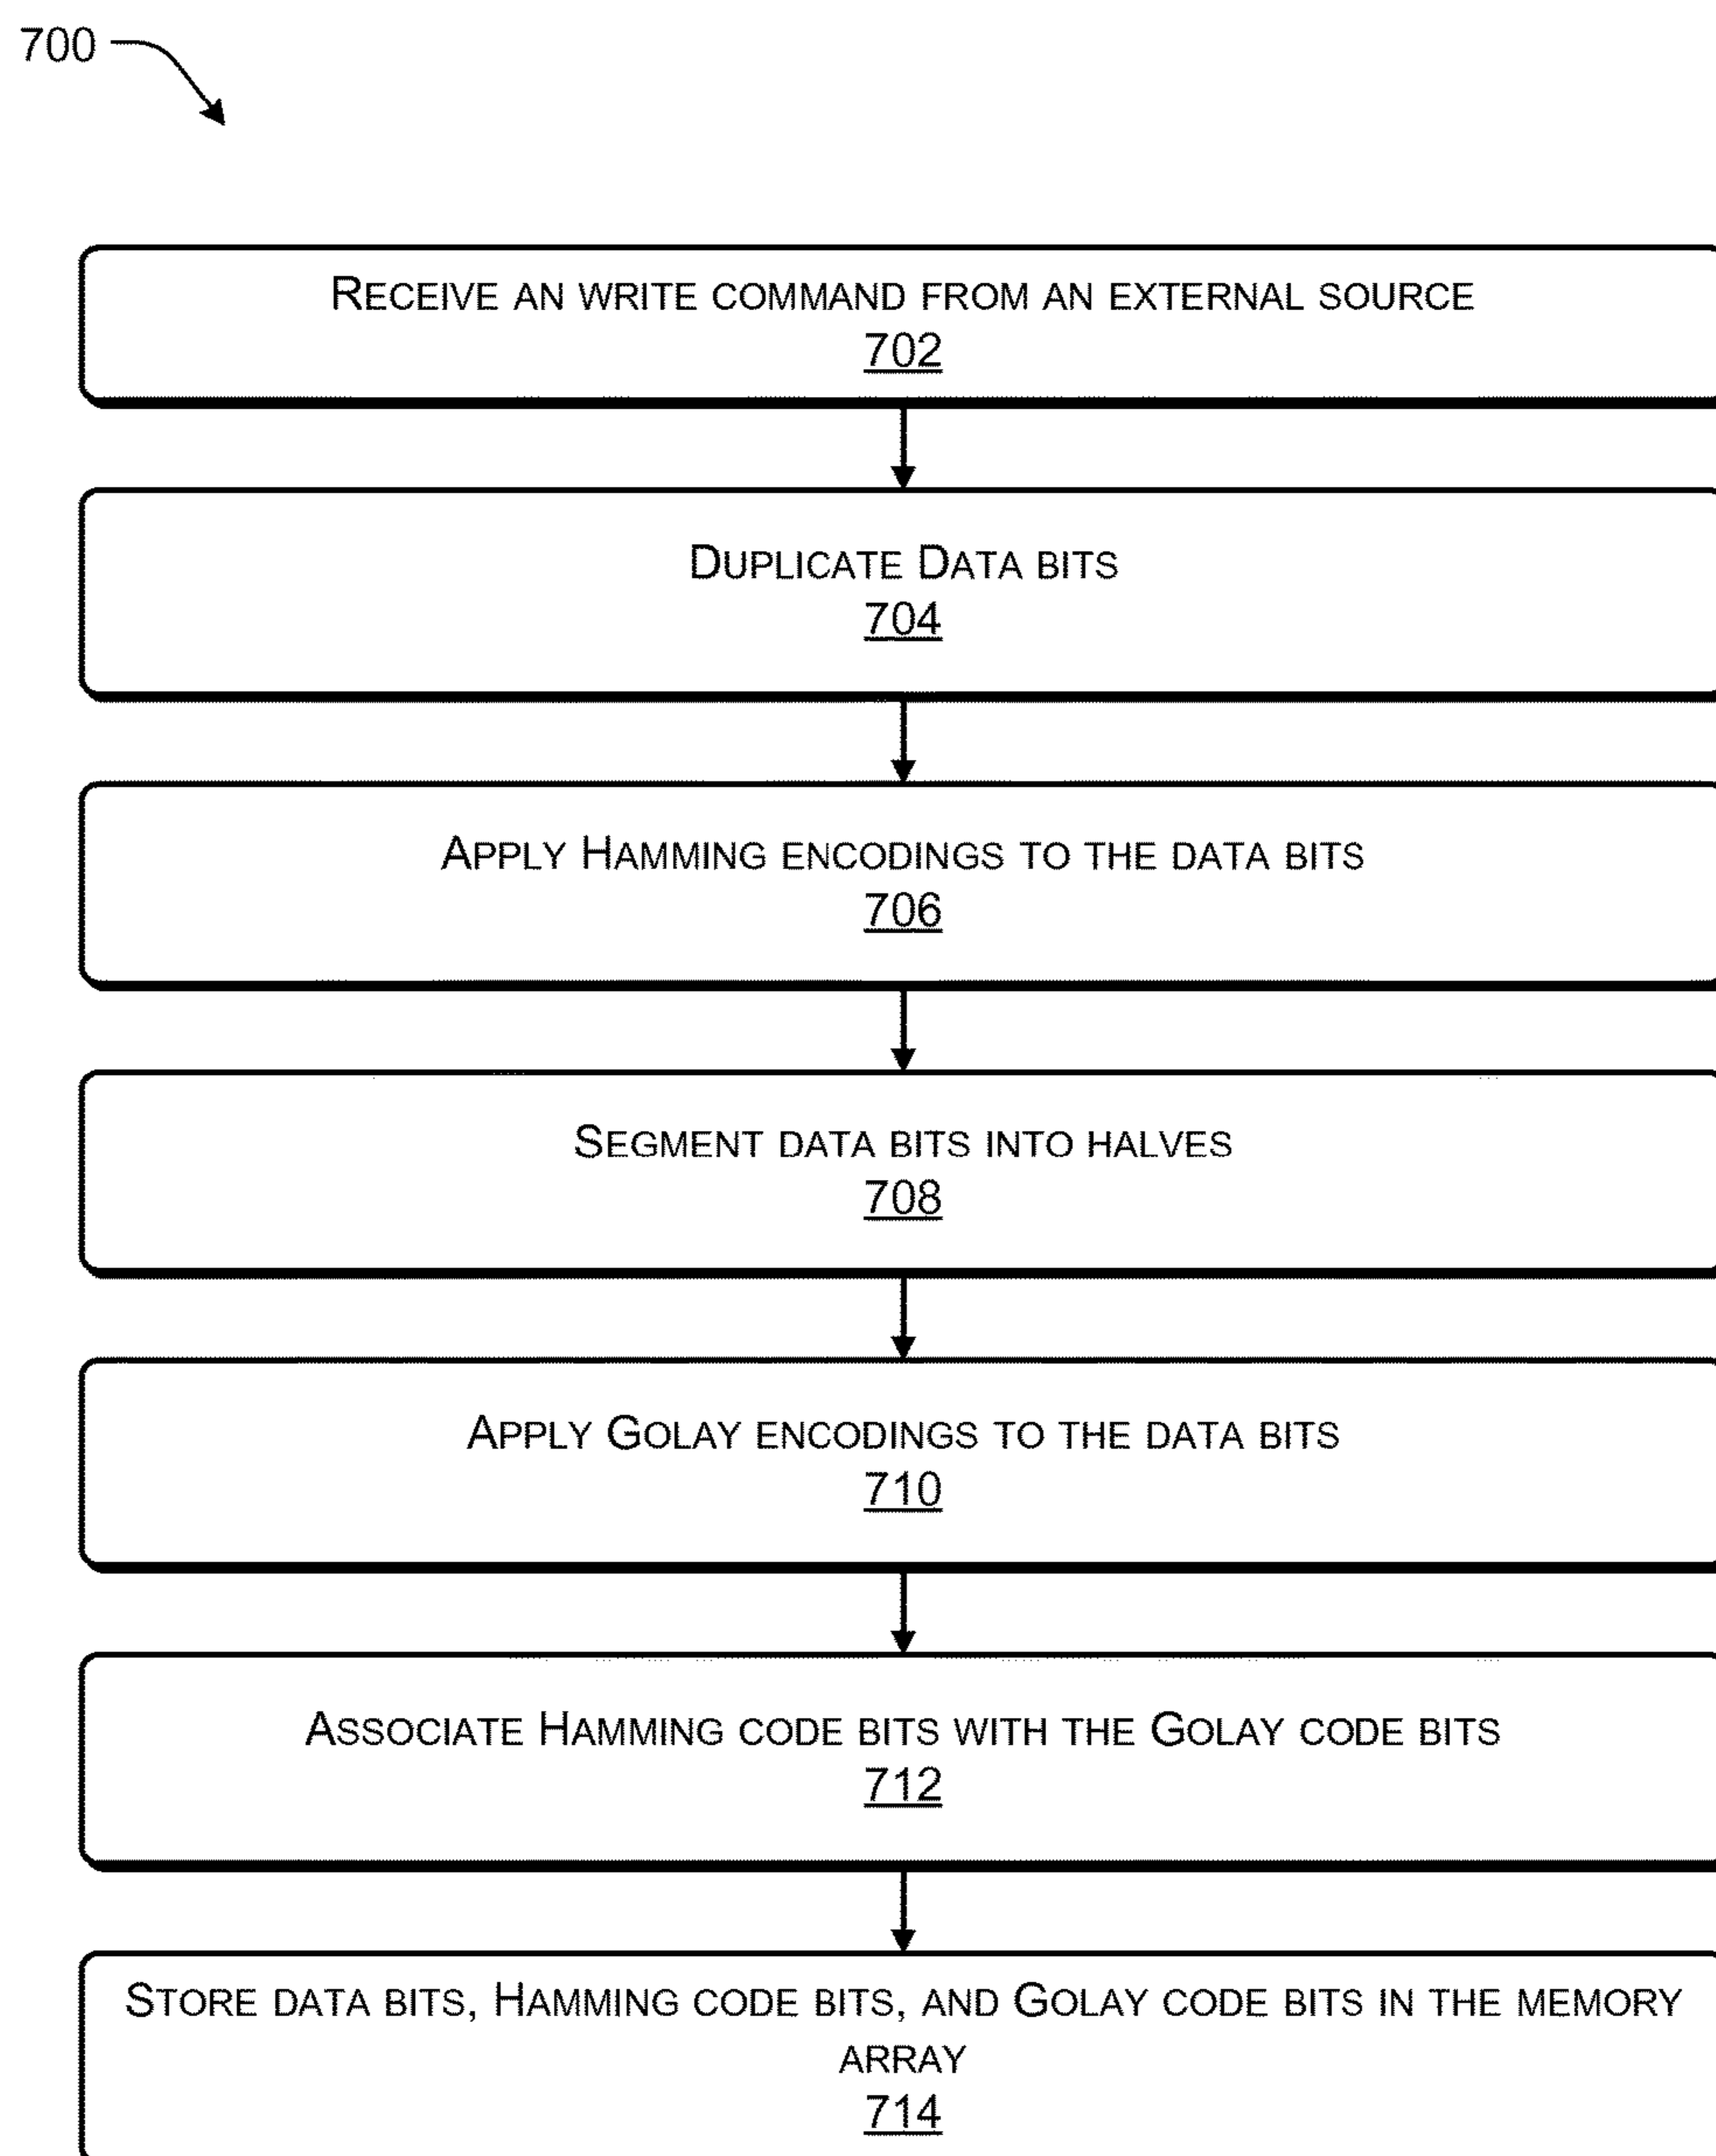 700
RECEIVE AN WRITE COMMAND FROM AN EXTERNAL SOURCE
702
DUPLICATE DATA BITS
704
APPLY HAMMING ENCODINGS TO THE DATA BITS
706
SEGMENT DATA BITS INTO HALVES
708
APPLY GOLAY ENCODINGS TO THE DATA BITS
710
ASSOCIATE HAMMING CODE BITS WITH THE GOLAY CODE BITS
712
STORE DATA BITS, HAMMING CODE BITS, AND GOLAY CODE BITS IN THE MEMORY
ARRAY
714